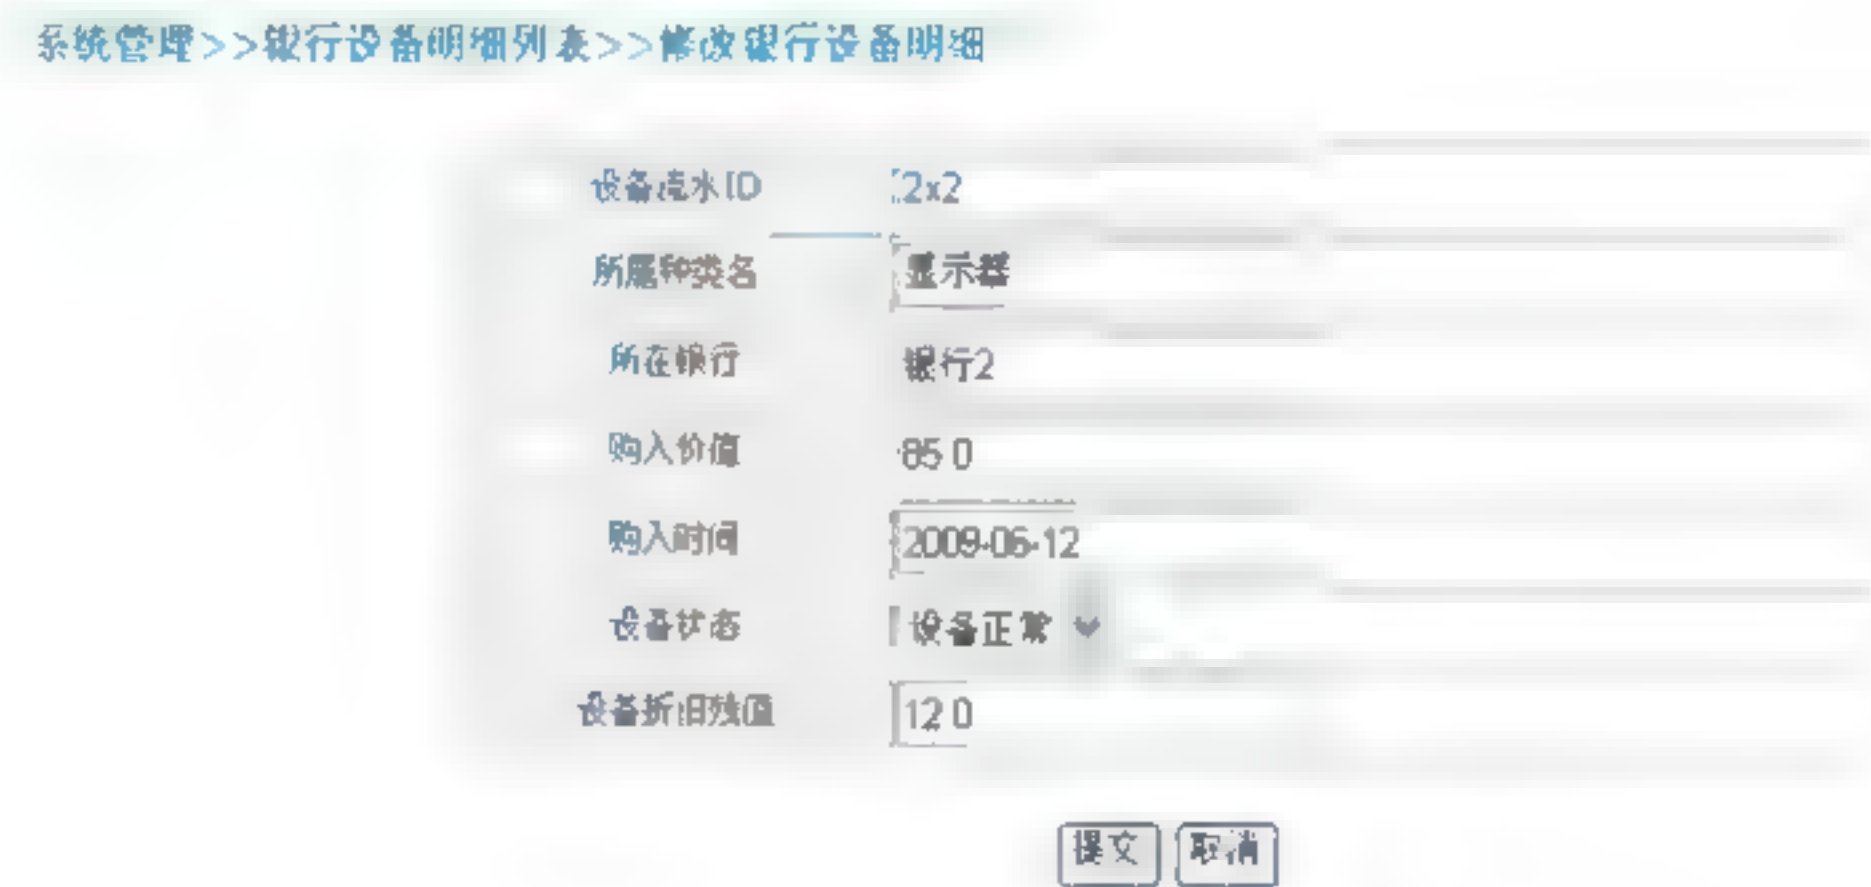 系统管理>>银行设备明细列表>>修改银行设备明细
设备流水ID 2x2
所属种类名 显示器
所在银行 银行2
购入价值 85.0
购入时间 2009-06-12
设备状态 设备正常
设备折旧残值 12.0
提交 取消